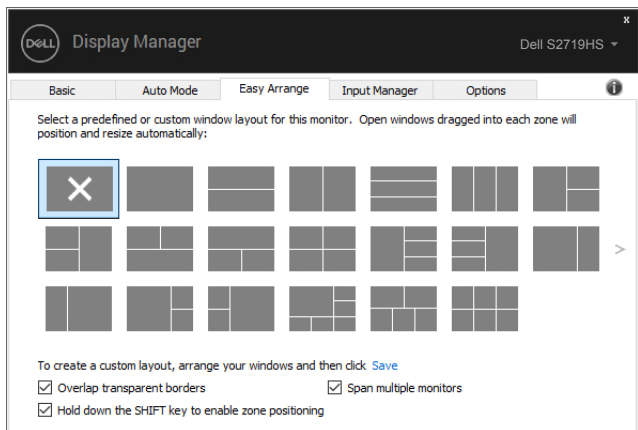 DELL Display Manager
x
Dell S2719HS
Basic Auto Mode Easy Arrange Input Manager Options
Select a predefined or custom window layout for this monitor. Open windows dragged into each zone will
position and resize automatically:
To create a custom layout, arrange your windows and then click Save
Overlap transparent borders Span multiple monitors
Hold down the SHIFT key to enable zone positioning